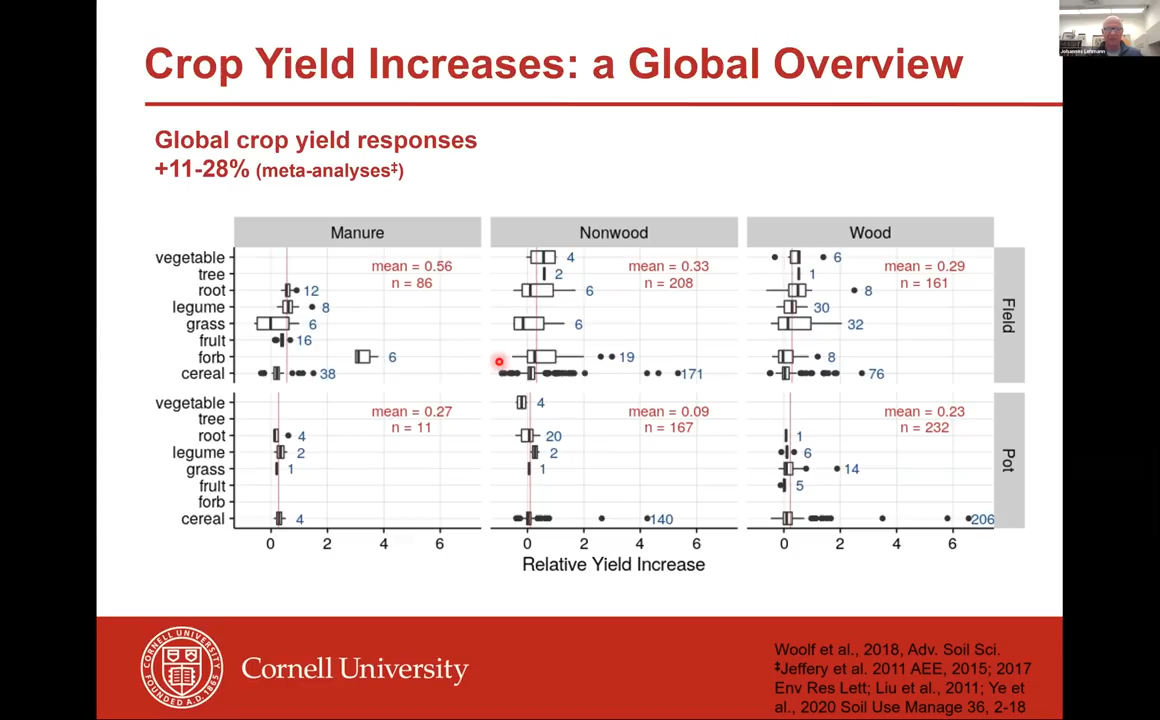 Johannes Lehmann
Crop Yield Increases: a Global Overview
Global crop yield responses
+11-28% (meta-analyses‡)
Manure
Nonwood
Wood
vegetable
tree
root
legume
grass
fruit
forb
cereal
mean = 0.56
n = 86
12
8
6
16
6
38
mean = 0.33
n = 208
4
2
6
6
19
171
mean = 0.29
n = 161
6
1
8
30
32
8
76
Field
vegetable
tree
root
legume
grass
fruit
forb
cereal
mean = 0.27
n = 11
4
2
1
4
mean = 0.09
n = 167
4
20
2
1
140
mean = 0.23
n = 232
1
6
14
5
206
Pot
0 2 4 6
0 2 4 6
0 2 4 6
Relative Yield Increase
CORNELL UNIVERSITY
FOUNDED A.D. 1865
Cornell University
Woolf et al., 2018, Adv. Soil Sci.
‡Jeffery et al. 2011 AEE, 2015; 2017
Env Res Lett; Liu et al., 2011; Ye et
al., 2020 Soil Use Manage 36, 2-18